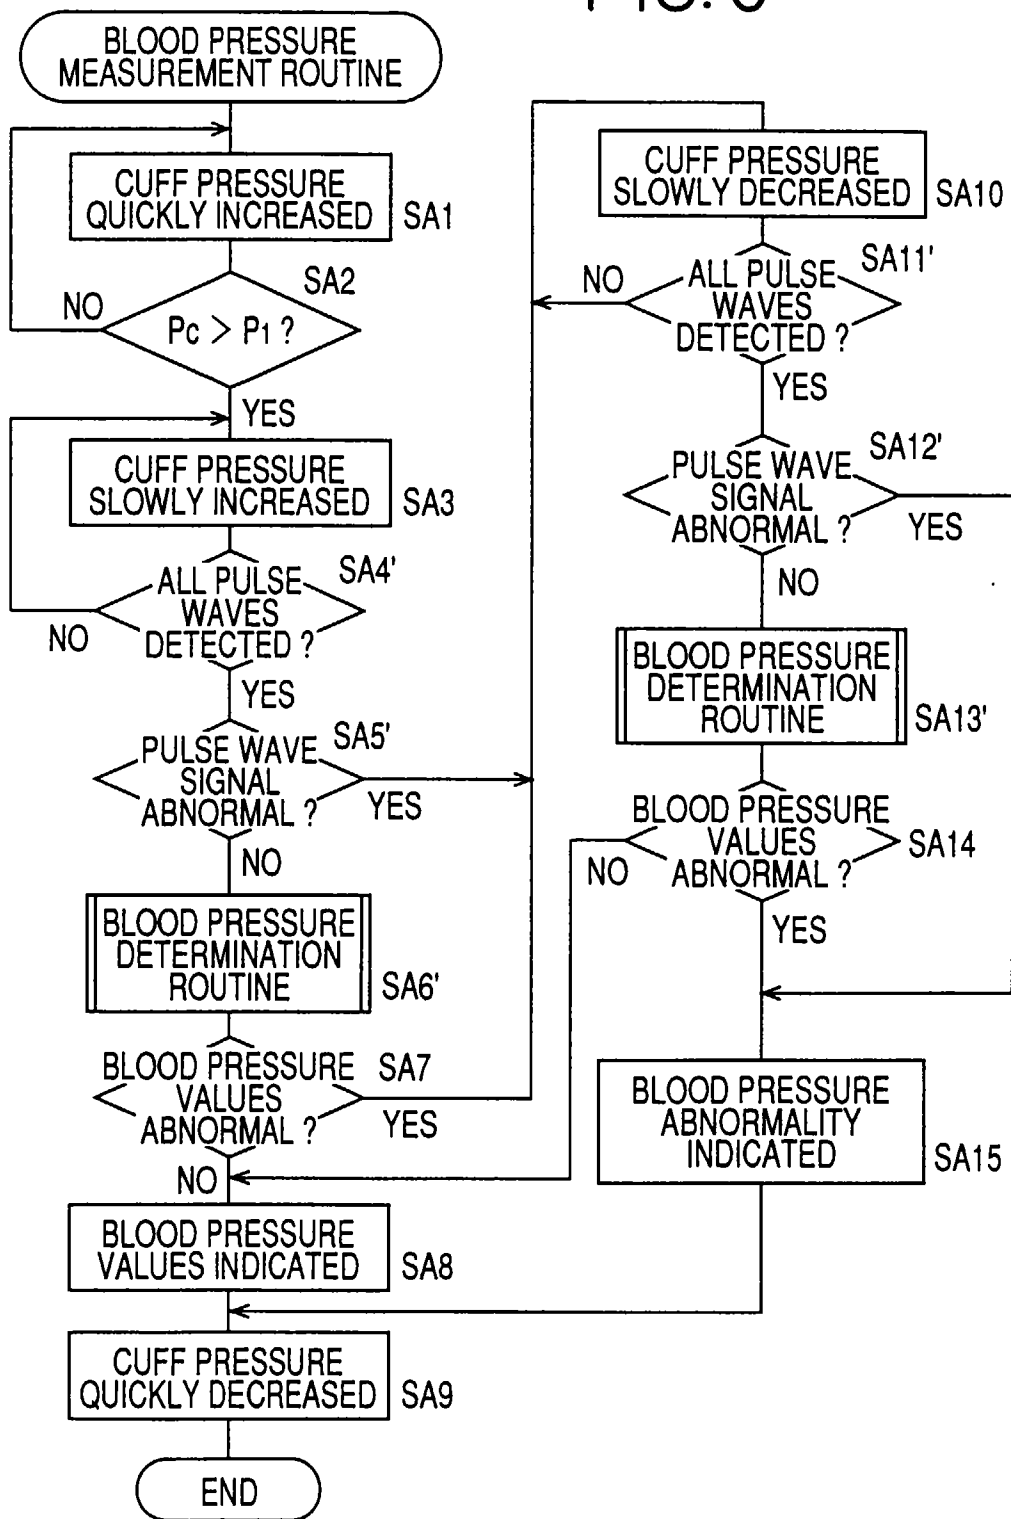 BLOOD PRESSURE
MEASUREMENT ROUTINE
CUFF PRESSURE
QUICKLY INCREASED
SA1
SA2
NO
Pc > P1 ?
YES
CUFF PRESSURE
SLOWLY INCREASED
SA3
SA4'
ALL PULSE
WAVES
DETECTED ?
NO
YES
SA5'
PULSE WAVE
SIGNAL
ABNORMAL ?
YES
NO
BLOOD PRESSURE
DETERMINATION
ROUTINE
SA6'
BLOOD PRESSURE
VALUES
ABNORMAL ?
SA7
YES
NO
BLOOD PRESSURE
VALUES INDICATED
SA8
CUFF PRESSURE
QUICKLY DECREASED
SA9
END
CUFF PRESSURE
SLOWLY DECREASED
SA10
SA11'
NO
ALL PULSE
WAVES
DETECTED ?
YES
SA12'
PULSE WAVE
SIGNAL
ABNORMAL ?
YES
NO
BLOOD PRESSURE
DETERMINATION
ROUTINE
SA13'
BLOOD PRESSURE
VALUES
ABNORMAL ?
SA14
NO
YES
BLOOD PRESSURE
ABNORMALITY
INDICATED
SA15